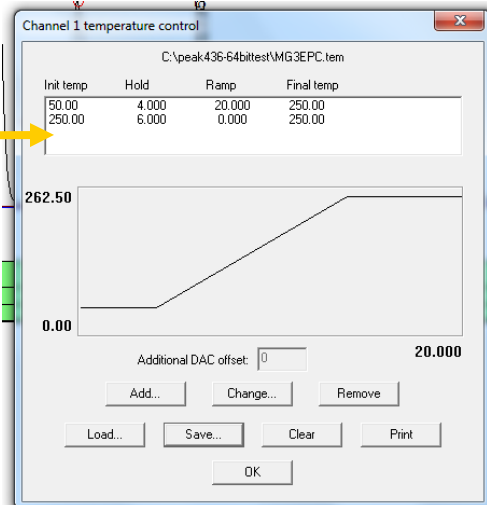 Channel 1 temperature control
C:\peak436-64bittest\MG3EPC.tem
Init temp Hold Ramp Final temp
50.00 4.000 20.000 250.00
250.00 6.000 0.000 250.00
262.50
0.00
20.000
Additional DAC offset: 0
Add... Change... Remove
Load... Save... Clear Print
OK